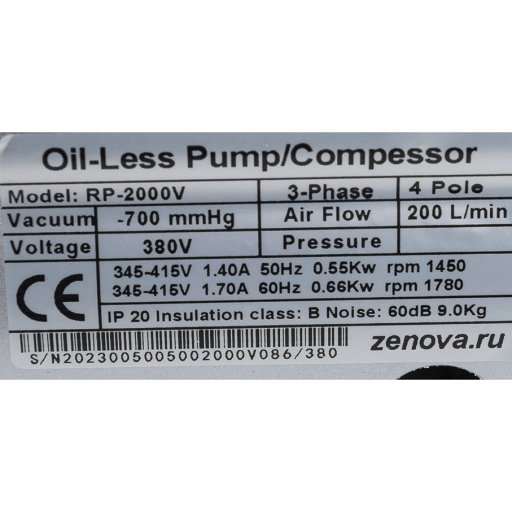 Oil-Less Pump/Compessor
Model: RP-2000V 3-Phase 4 Pole
Vacuum -700 mmHg Air Flow 200 L/min
Voltage 380V Pressure
CE 345-415V 1.40A 50Hz 0.55Kw rpm 1450
345-415V 1.70A 60Hz 0.66Kw rpm 1780
IP 20 Insulation class: B Noise: 60dB 9.0Kg
S/N2023005005002000V086/380 zenova.ru